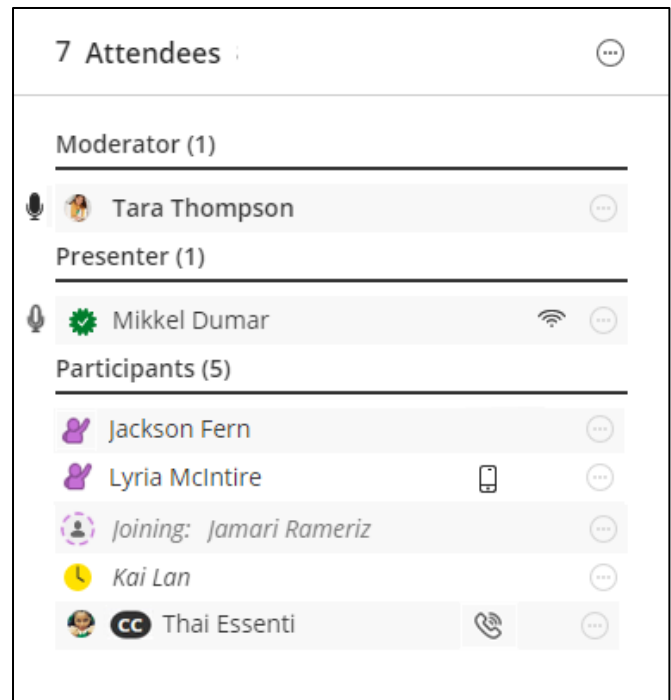 7 Attendees
Moderator (1)
Tara Thompson
Presenter (1)
Mikkel Dumar
Participants (5)
Jackson Fern
Lyria McIntire
Joining: Jamari Rameriz
Kai Lan
CC Thai Essenti